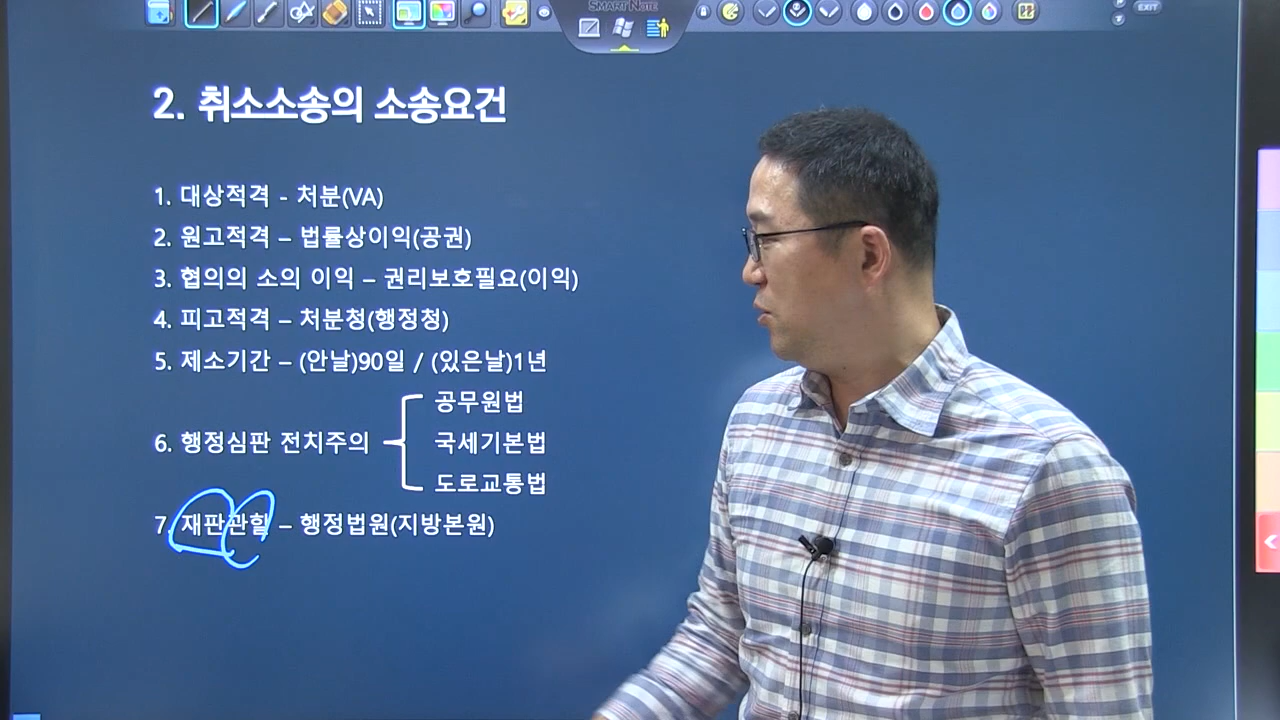 SMART NOTE
EXIT
2. 취소소송의 소송요건
1. 대상적격 - 처분(VA)
2. 원고적격 – 법률상이익(공권)
3. 협의의 소의 이익 – 권리보호필요(이익)
4. 피고적격 – 처분청(행정청)
5. 제소기간 – (안날)90일 / (있은날)1년
공무원법
6. 행정심판 전치주의
국세기본법
도로교통법
7. 재판관할 – 행정법원(지방본원)